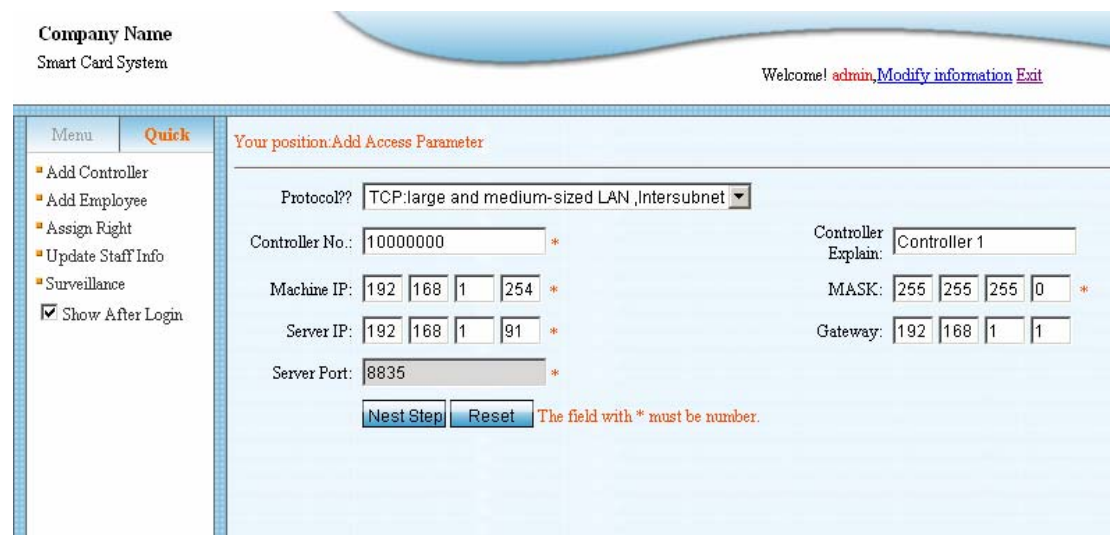 Company Name
Smart Card System
Welcome! admin,Modify information Exit
Menu Quick
Your position:Add Access Parameter
Add Controller
Add Employee
Assign Right
Update Staff Info
Surveillance
Show After Login
Protocol?? TCP:large and medium-sized LAN ,Intersubnet
Controller No.: 10000000 * Controller Explain: Controller 1
Machine IP: 192 168 1 254 * MASK: 255 255 255 0 *
Server IP: 192 168 1 91 * Gateway: 192 168 1 1
Server Port: 8835 *
Nest Step Reset The field with * must be number.